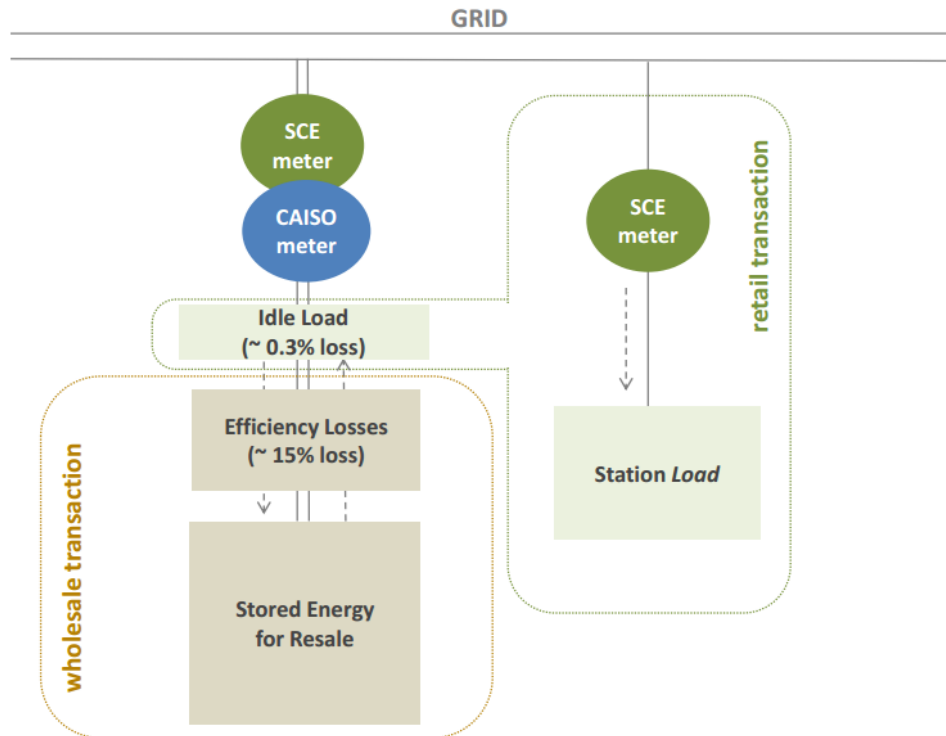 GRID
SCE
meter
CAISO
meter
SCE
meter
retail transaction
Idle Load
(~ 0.3% loss)
Efficiency Losses
(~ 15% loss)
Station Load
wholesale transaction
Stored Energy
for Resale